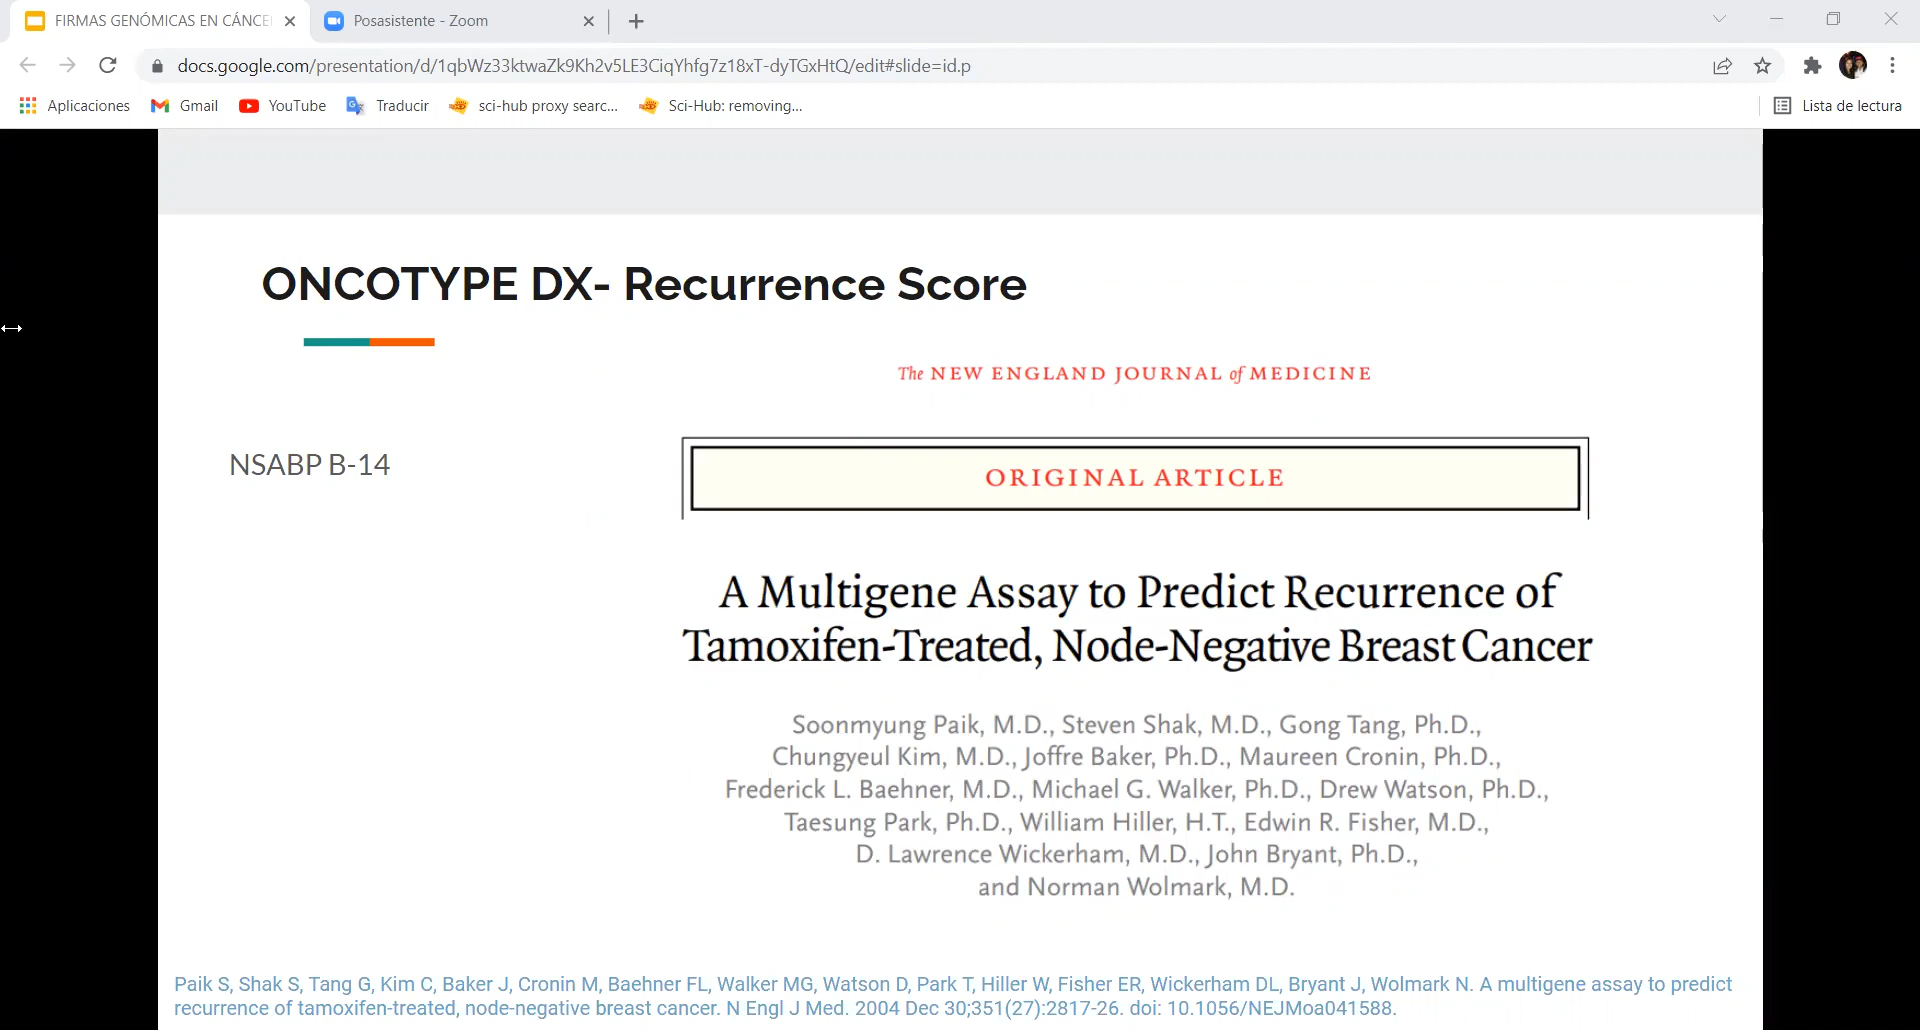 FIRMAS GENÓMICAS EN CÁNCE
Posasistente - Zoom
docs.google.com/presentation/d/1qbWz33ktwaZk9Kh2v5LE3CiqYhfg7z18xT-dyTGxHtQ/edit#slide=id.p
Aplicaciones Gmail YouTube Traducir sci-hub proxy searc... Sci-Hub: removing... Lista de lectura
ONCOTYPE DX- Recurrence Score
The NEW ENGLAND JOURNAL of MEDICINE
NSABP B-14
ORIGINAL ARTICLE
A Multigene Assay to Predict Recurrence of
Tamoxifen-Treated, Node-Negative Breast Cancer
Soonmyung Paik, M.D., Steven Shak, M.D., Gong Tang, Ph.D.,
Chungyeul Kim, M.D., Joffre Baker, Ph.D., Maureen Cronin, Ph.D.,
Frederick L. Baehner, M.D., Michael G. Walker, Ph.D., Drew Watson, Ph.D.,
Taesung Park, Ph.D., William Hiller, H.T., Edwin R. Fisher, M.D.,
D. Lawrence Wickerham, M.D., John Bryant, Ph.D.,
and Norman Wolmark, M.D.
Paik S, Shak S, Tang G, Kim C, Baker J, Cronin M, Baehner FL, Walker MG, Watson D, Park T, Hiller W, Fisher ER, Wickerham DL, Bryant J, Wolmark N. A multigene assay to predict
recurrence of tamoxifen-treated, node-negative breast cancer. N Engl J Med. 2004 Dec 30;351(27):2817-26. doi: 10.1056/NEJMoa041588.